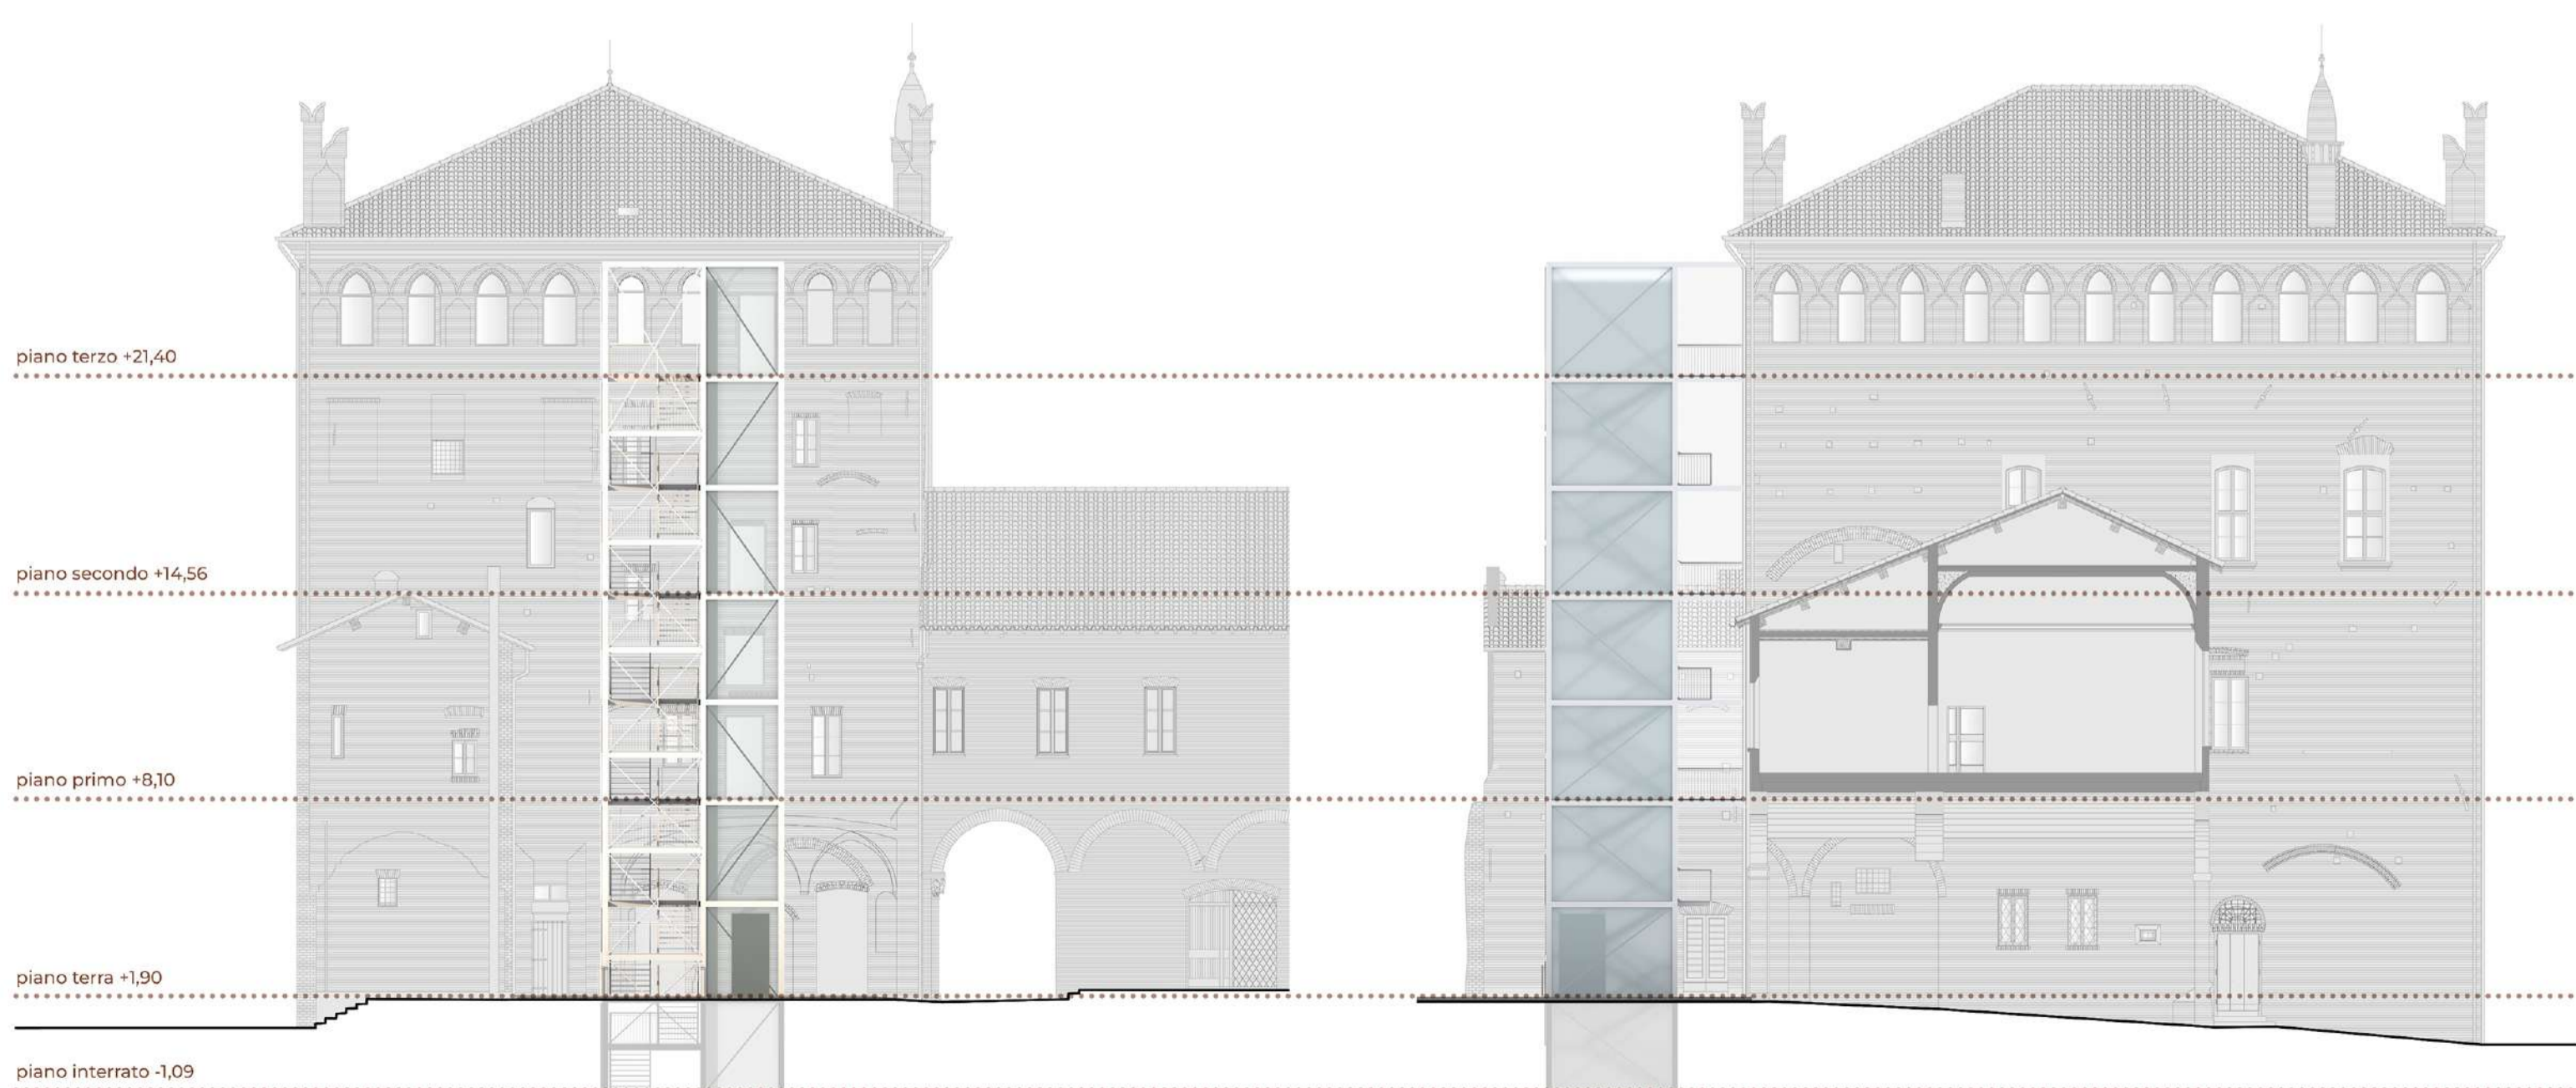 piano terzo +21,40
piano secondo +14,56
piano primo +8,10
piano terra +1,90
piano interrato -1,09